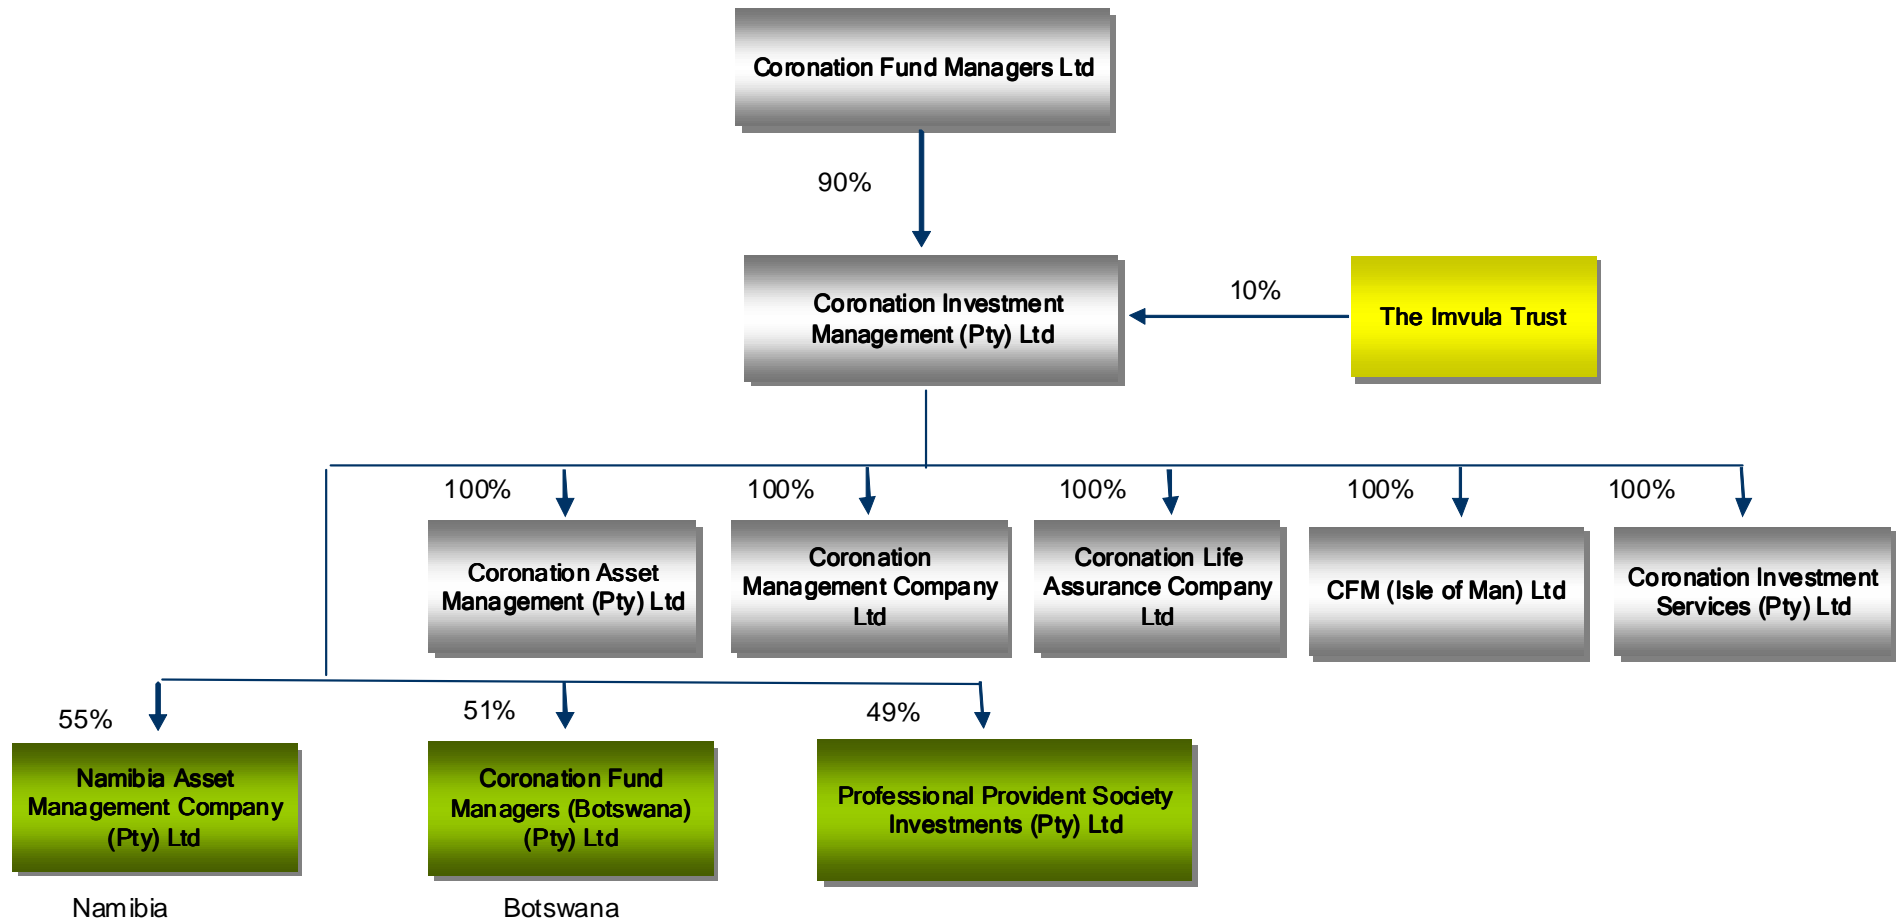 Coronation Fund Managers Ltd
90%
Coronation Investment
Management (Pty) Ltd
10%
The Imvula Trust
100%
100%
100%
100%
100%
Coronation Asset
Management (Pty) Ltd
Coronation
Management Company
Ltd
Coronation Life
Assurance Company
Ltd
CFM (Isle of Man) Ltd
Coronation Investment
Services (Pty) Ltd
55%
51%
49%
Namibia Asset
Management Company
(Pty) Ltd
Coronation Fund
Managers (Botswana)
(Pty) Ltd
Professional Provident Society
Investments (Pty) Ltd
Namibia
Botswana